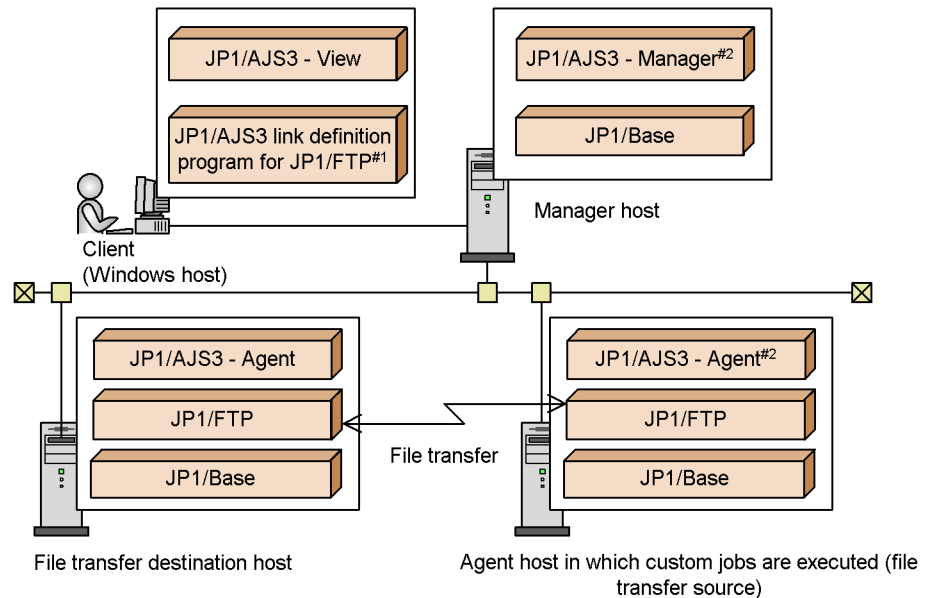 JP1/AJS3 - View
JP1/AJS3 link definition
program for JP1/FTP#1
JP1/AJS3 - Manager#2
JP1/Base
Manager host
Client
(Windows host)
JP1/AJS3 - Agent
JP1/FTP
JP1/Base
File transfer
JP1/AJS3 - Agent#2
JP1/FTP
JP1/Base
File transfer destination host
Agent host in which custom jobs are executed (file
transfer source)